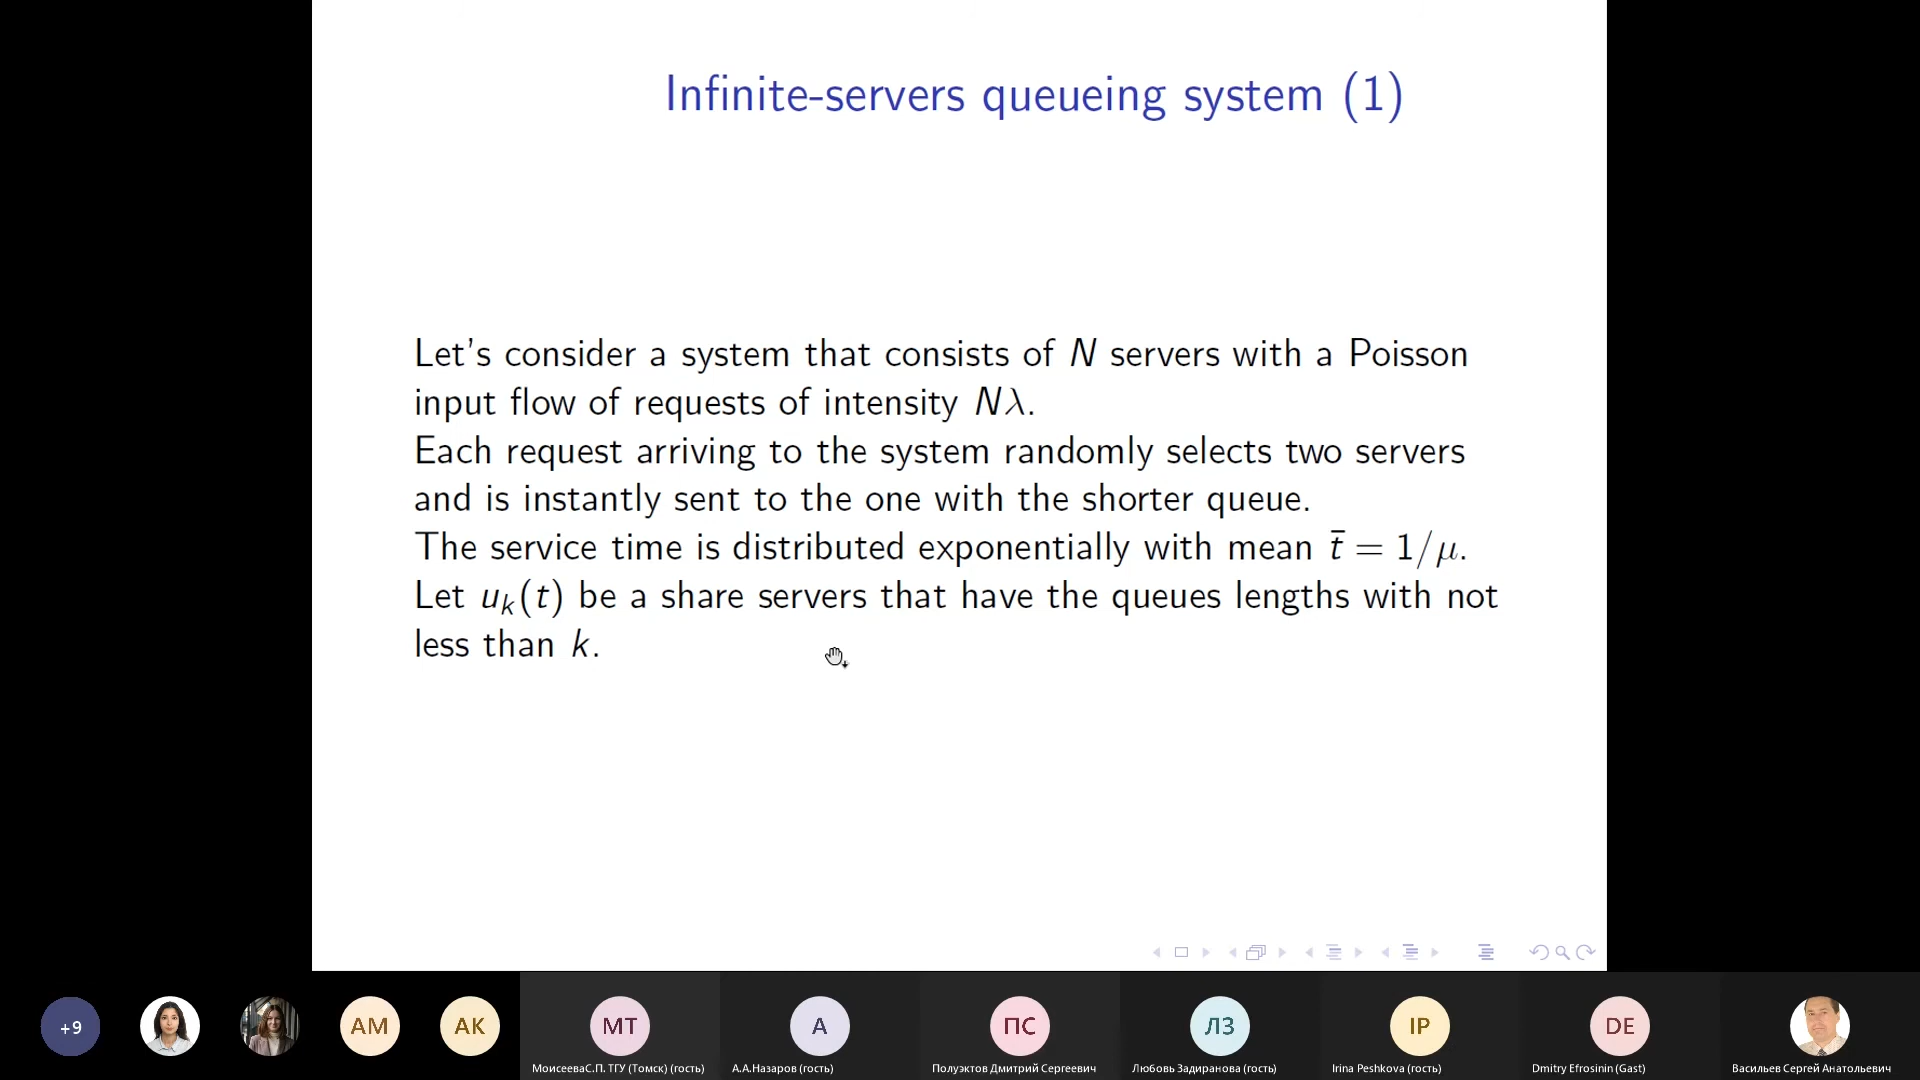 Infinite-servers queueing system (1)
Let's consider a system that consists of N servers with a Poisson
input flow of requests of intensity Nλ.
Each request arriving to the system randomly selects two servers
and is instantly sent to the one with the shorter queue.
The service time is distributed exponentially with mean t̄ = 1/μ.
Let uₖ(t) be a share servers that have the queues lengths with not
less than k.
+9
АМ
АК
МТ
А
ПС
ЛЗ
IP
DE
МоисееваС.П. ТГУ (Томск) (гость)
А.А.Назаров (гость)
Полуэктов Дмитрий Сергеевич
Любовь Задиранова (гость)
Irina Peshkova (гость)
Dmitry Efrosinin (Gast)
Васильев Сергей Анатольевич